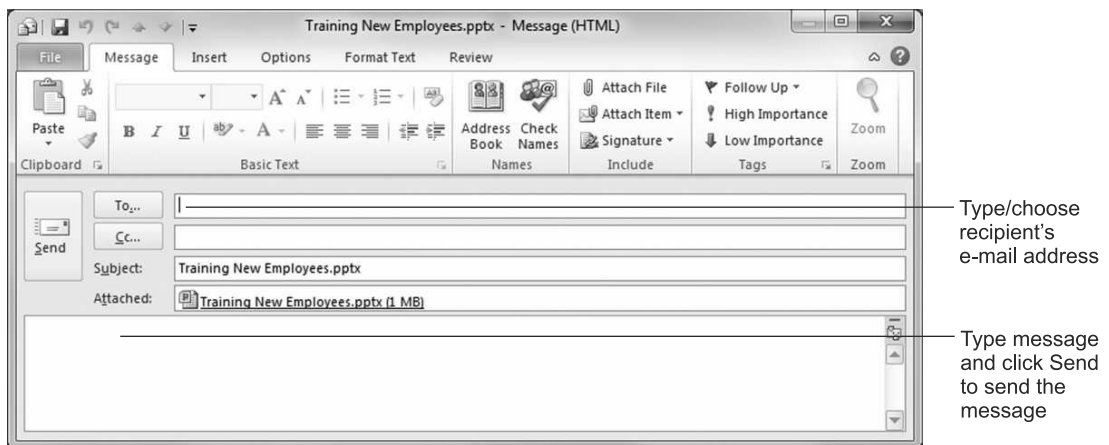 Training New Employees.pptx - Message (HTML)
File Message Insert Options Format Text Review
Paste
Clipboard
B I U ab A A A
Basic Text
Address Book
Check Names
Names
Attach File
Attach Item
Signature
Include
Follow Up
High Importance
Low Importance
Tags
Zoom
Zoom
Send
To...
Cc...
Subject: Training New Employees.pptx
Attached: Training New Employees.pptx (1 MB)
Type/choose
recipient's
e-mail address
Type message
and click Send
to send the
message